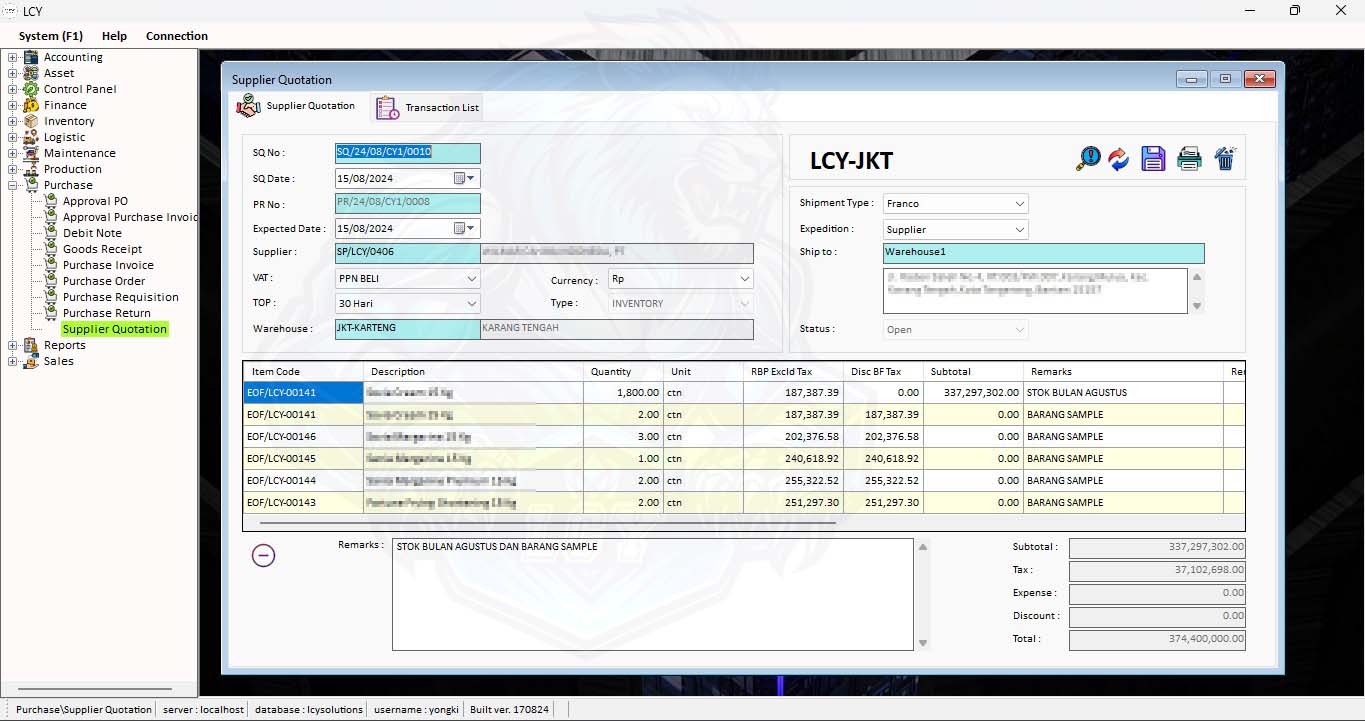 LCY
System (F1) Help Connection
Accounting
Asset
Control Panel
Finance
Inventory
Logistic
Maintenance
Production
Purchase
Approval PO
Approval Purchase Invoic
Debit Note
Goods Receipt
Purchase Invoice
Purchase Order
Purchase Requisition
Purchase Return
Supplier Quotation
Reports
Sales
Supplier Quotation
Supplier Quotation Transaction List
SQ No : SQ/24/08/CY1/0010
SQ Date : 15/08/2024
PR No : PR/24/08/CY1/0008
Expected Date : 15/08/2024
Supplier : SP/LCY/0406
VAT : PPN BELI Currency : Rp
TOP : 30 Hari Type : INVENTORY
Warehouse : JKT-KARTENG KARANG TENGAH
LCY-JKT
Shipment Type : Franco
Expedition : Supplier
Ship to : Warehouse1
Status : Open
Item Code Description Quantity Unit RBP Excld Tax Disc BF Tax Subtotal Remarks Rem
EOF/LCY-00141 1,800.00 ctn 187,387.39 0.00 337,297,302.00 STOK BULAN AGUSTUS
EOF/LCY-00141 2.00 ctn 187,387.39 187,387.39 0.00 BARANG SAMPLE
EOF/LCY-00146 3.00 ctn 202,376.58 202,376.58 0.00 BARANG SAMPLE
EOF/LCY-00145 1.00 ctn 240,618.92 240,618.92 0.00 BARANG SAMPLE
EOF/LCY-00144 2.00 ctn 255,322.52 255,322.52 0.00 BARANG SAMPLE
EOF/LCY-00143 2.00 ctn 251,297.30 251,297.30 0.00 BARANG SAMPLE
Remarks : STOK BULAN AGUSTUS DAN BARANG SAMPLE
Subtotal : 337,297,302.00
Tax : 37,102,698.00
Expense : 0.00
Discount : 0.00
Total : 374,400,000.00
Purchase\Supplier Quotation server : localhost database : lcysolutions username : yongki Built ver. 170824